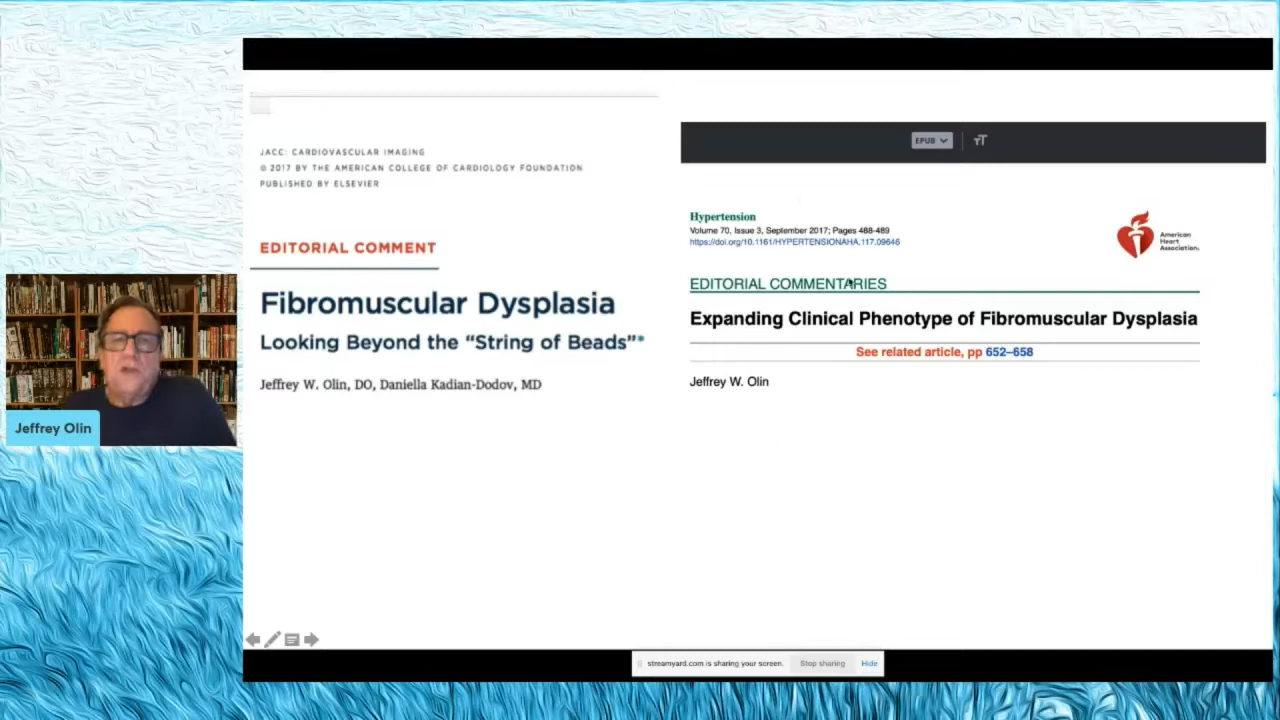 JACC: CARDIOVASCULAR IMAGING
© 2017 BY THE AMERICAN COLLEGE OF CARDIOLOGY FOUNDATION
PUBLISHED BY ELSEVIER
EDITORIAL COMMENT
Fibromuscular Dysplasia
Looking Beyond the “String of Beads”*
Jeffrey W. Olin, DO, Daniella Kadian-Dodov, MD
EPUB
тT
Hypertension
Volume 70, Issue 3, September 2017; Pages 488-489
https://doi.org/10.1161/HYPERTENSIONAHA.117.09646
American
Heart
Association.
EDITORIAL COMMENTARIES
Expanding Clinical Phenotype of Fibromuscular Dysplasia
See related article, pp 652–658
Jeffrey W. Olin
Jeffrey Olin
streamyard.com is sharing your screen.
Stop sharing
Hide